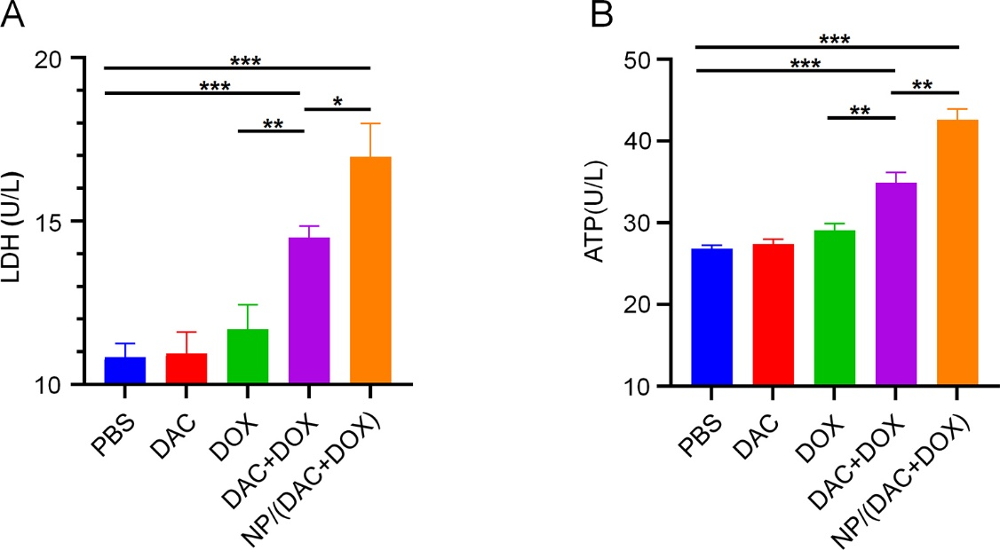 A
LDH (U/L)
20
15
10
***
***
*
**
PBS
DAC
DOX
DAC+DOX
NP/(DAC+DOX)
B
ATP(U/L)
50
40
30
20
10
***
***
**
**
PBS
DAC
DOX
DAC+DOX
NP/(DAC+DOX)